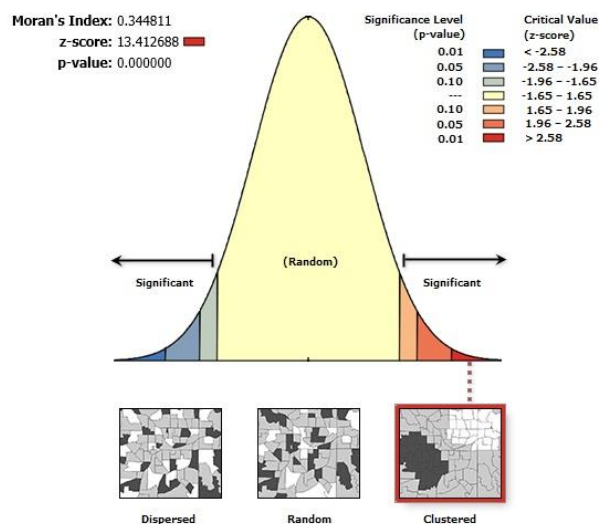 Moran's Index: 0.344811
z-score: 13.412688
p-value: 0.000000
Significance Level (p-value)
Critical Value (z-score)
0.01 < -2.58
0.05 -2.58 – -1.96
0.10 -1.96 – -1.65
--- -1.65 – 1.65
0.10 1.65 – 1.96
0.05 1.96 – 2.58
0.01 > 2.58
(Random)
Significant
Significant
Dispersed
Random
Clustered